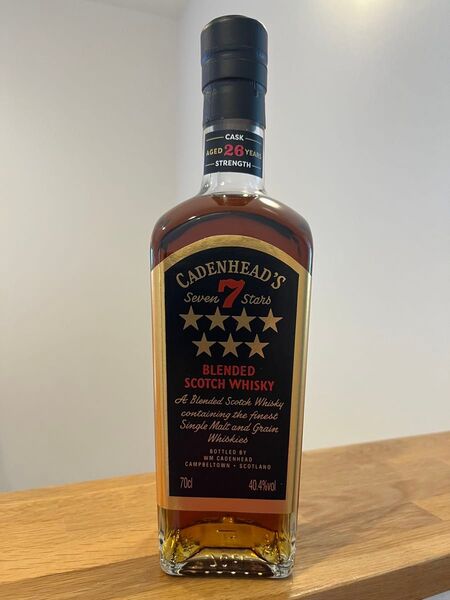 CASK
AGED 26 YEARS
STRENGTH
CADENHEAD'S
Seven 7 Stars
BLENDED
SCOTCH WHISKY
A Blended Scotch Whisky
containing the finest
Single Malt and Grain
Whiskies
BOTTLED BY
WM CADENHEAD
CAMPBELTOWN • SCOTLAND
70cl 40.4%vol